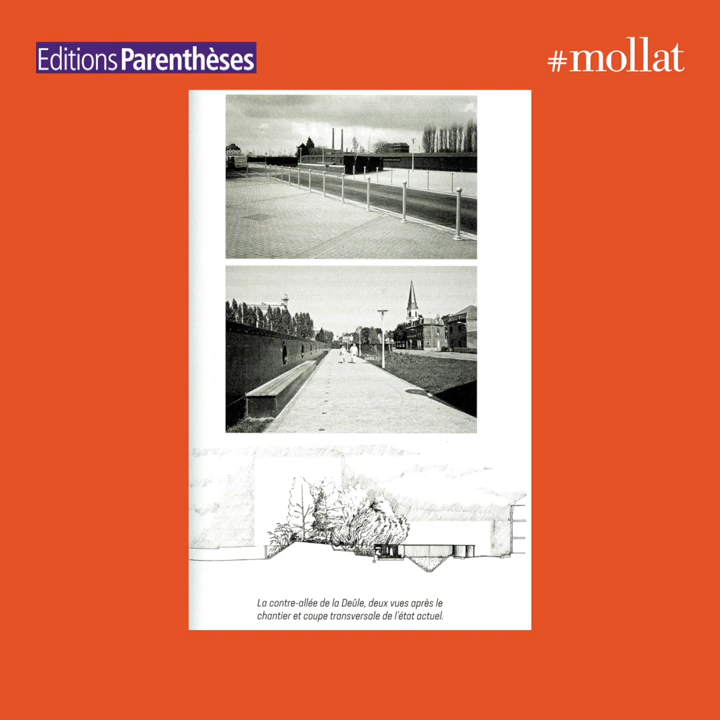 Editions Parenthèses
#mollat
La contre-allée de la Deûle, deux vues après le
chantier et coupe transversale de l'état actuel.